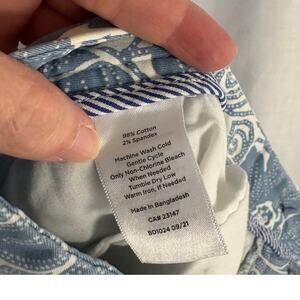 98% Cotton
2% Spandex
Machine Wash Cold
Gentle Cycle
Only Non-Chlorine Bleach
When Needed
Tumble Dry Low
Warm Iron, If Needed
Made in Bangladesh
CA# 23147
BD1024 09/21